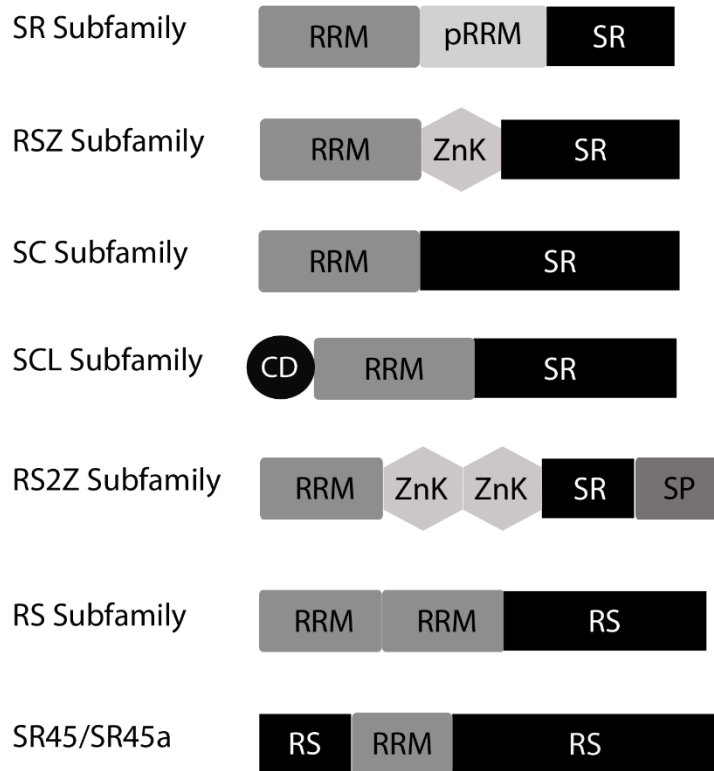 SR Subfamily RRM pRRM SR
RSZ Subfamily RRM ZnK SR
SC Subfamily RRM SR
SCL Subfamily CD RRM SR
RS2Z Subfamily RRM ZnK ZnK SR SP
RS Subfamily RRM RRM RS
SR45/SR45a RS RRM RS